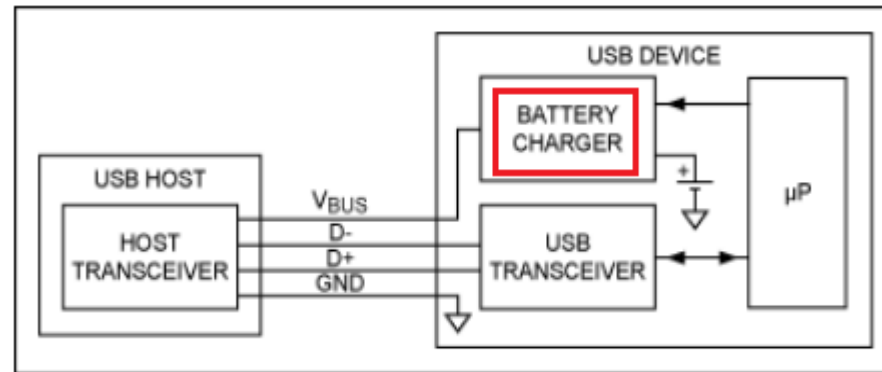 USB DEVICE
BATTERY
CHARGER
+
µP
USB HOST
VBUS
D-
HOST
TRANSCEIVER
USB
TRANSCEIVER
D+
GND